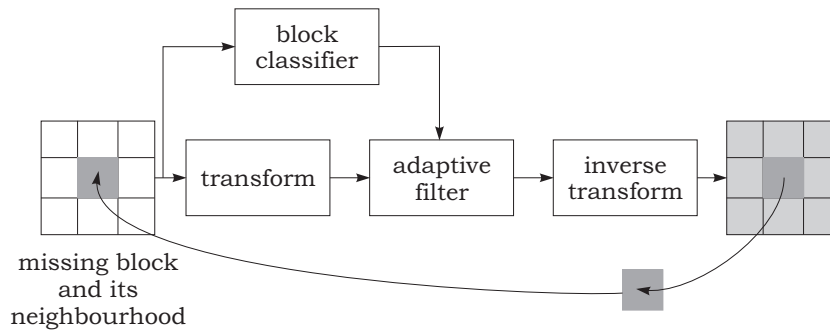 block
classifier
transform
adaptive
filter
inverse
transform
missing block
and its
neighbourhood